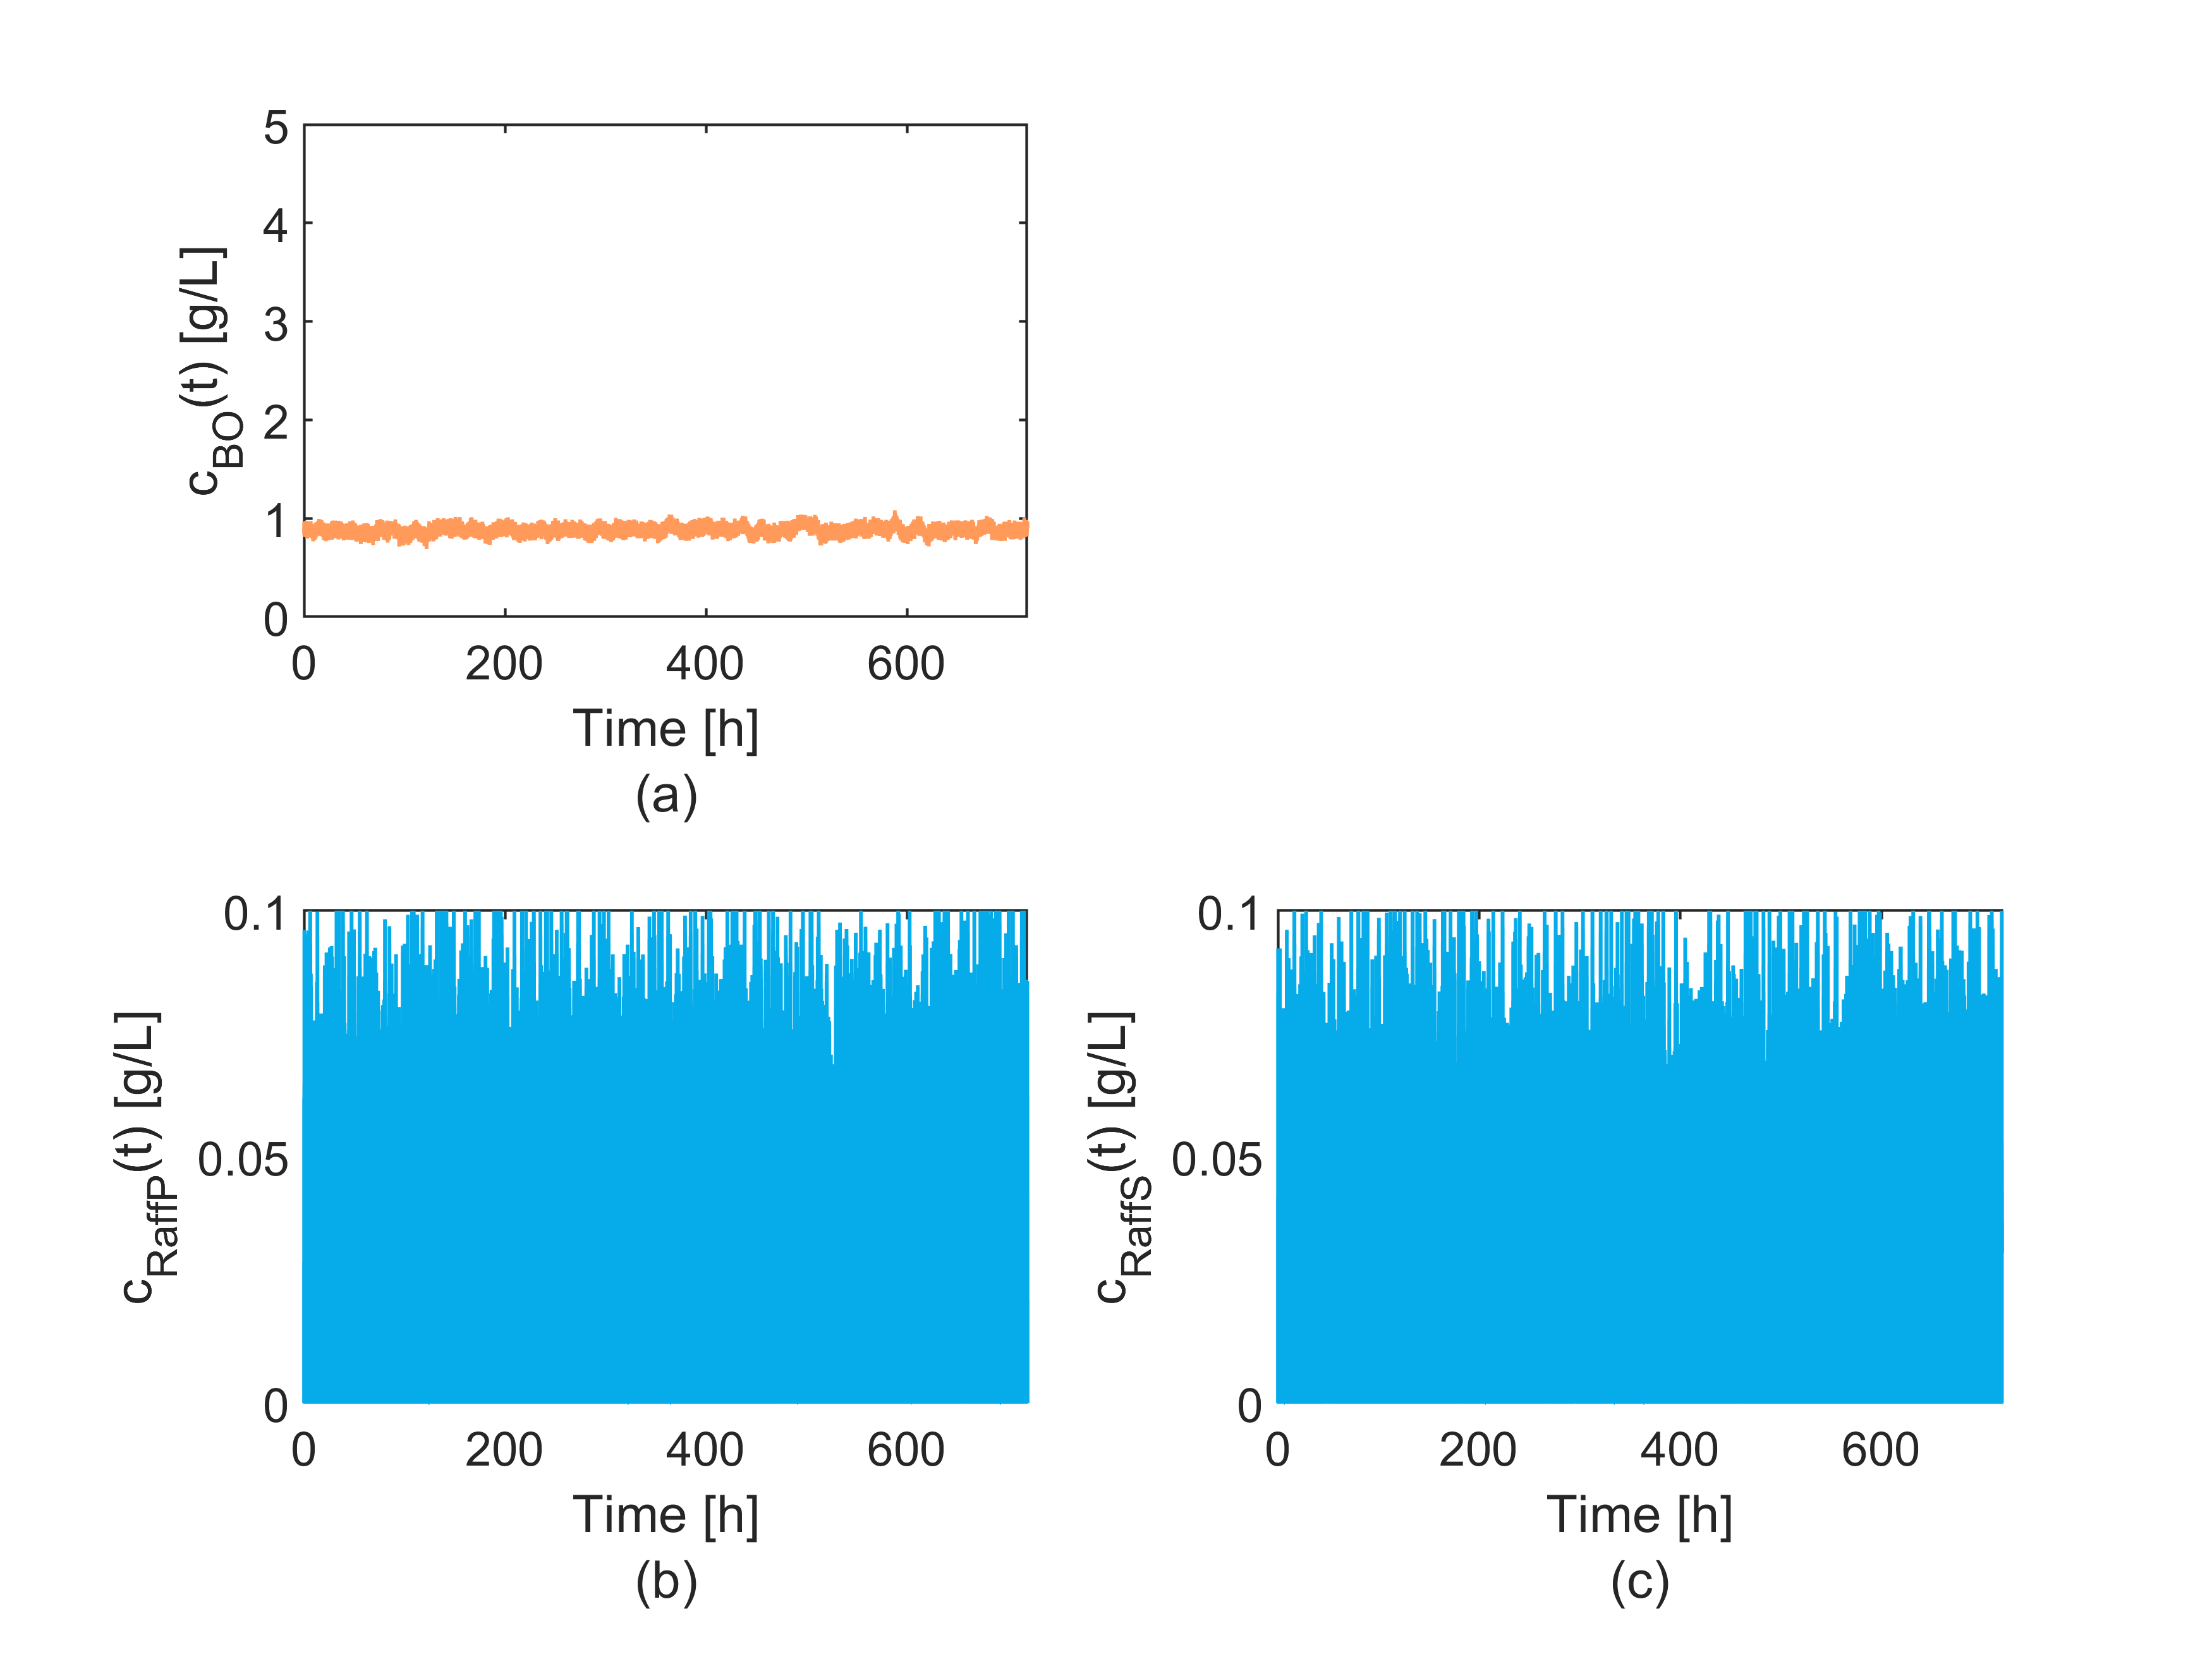 5
4
3
2
1
0
c_BO(t) [g/L]
0 200 400 600
Time [h]
(a)
0.1
0.05
0
c_RaffP(t) [g/L]
0 200 400 600
Time [h]
(b)
0.1
0.05
0
c_RaffS(t) [g/L]
0 200 400 600
Time [h]
(c)